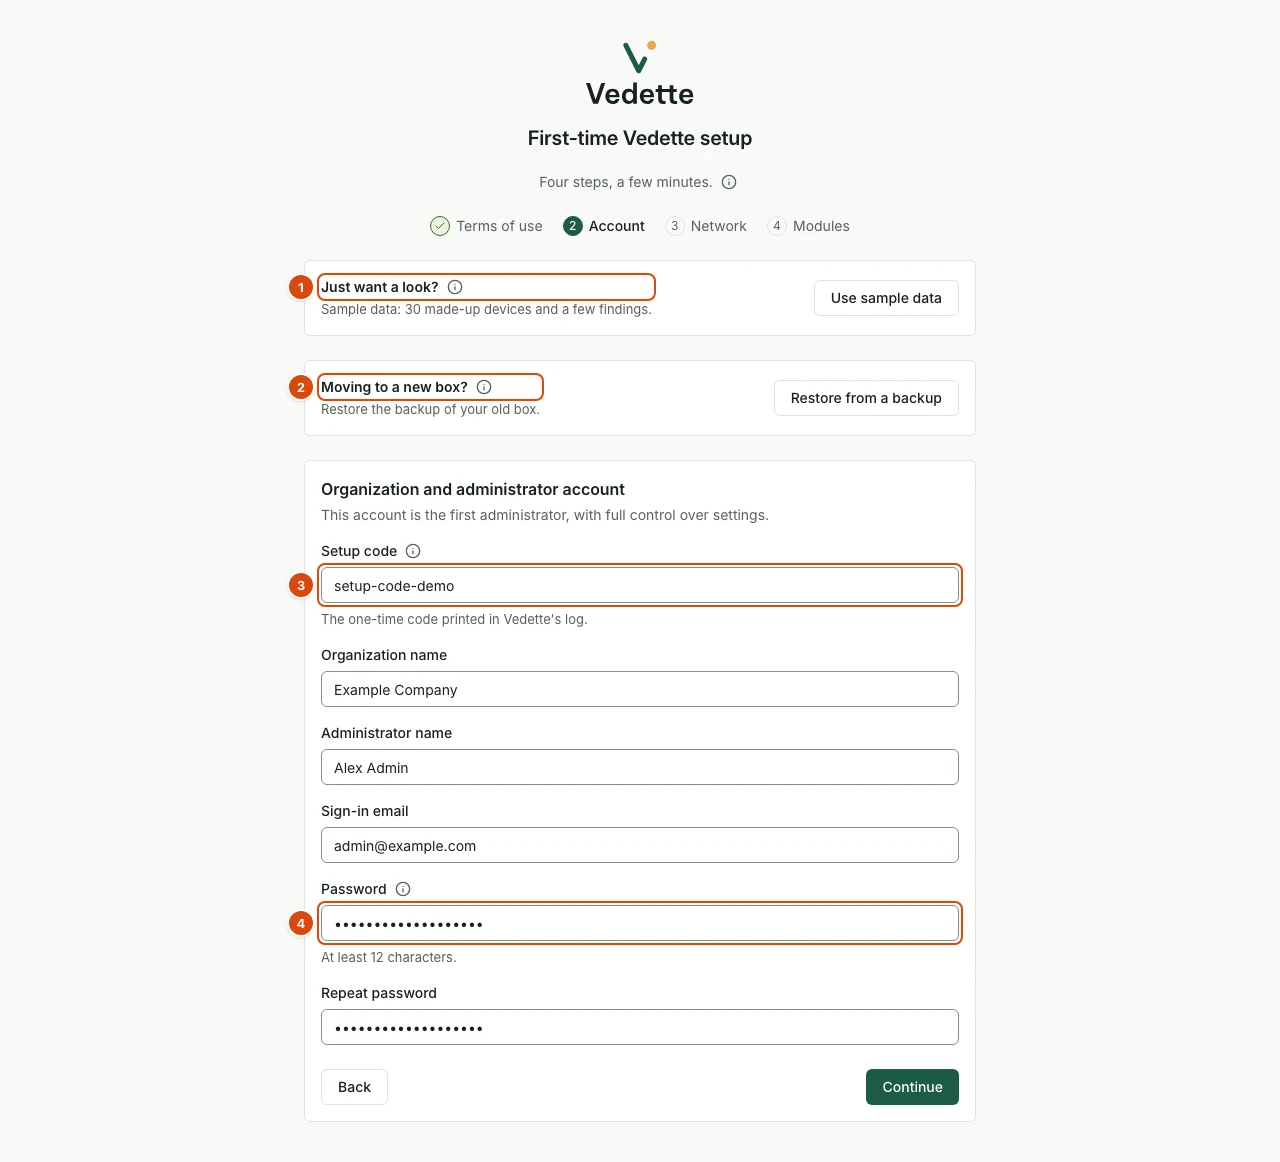 Vedette
First-time Vedette setup
Four steps, a few minutes.
Terms of use 2 Account 3 Network 4 Modules
1 Just want a look?
Sample data: 30 made-up devices and a few findings.
Use sample data
2 Moving to a new box?
Restore the backup of your old box.
Restore from a backup
Organization and administrator account
This account is the first administrator, with full control over settings.
Setup code
3 setup-code-demo
The one-time code printed in Vedette's log.
Organization name
Example Company
Administrator name
Alex Admin
Sign-in email
admin@example.com
Password
4 •••••••••••••••••••
At least 12 characters.
Repeat password
•••••••••••••••••••
Back Continue